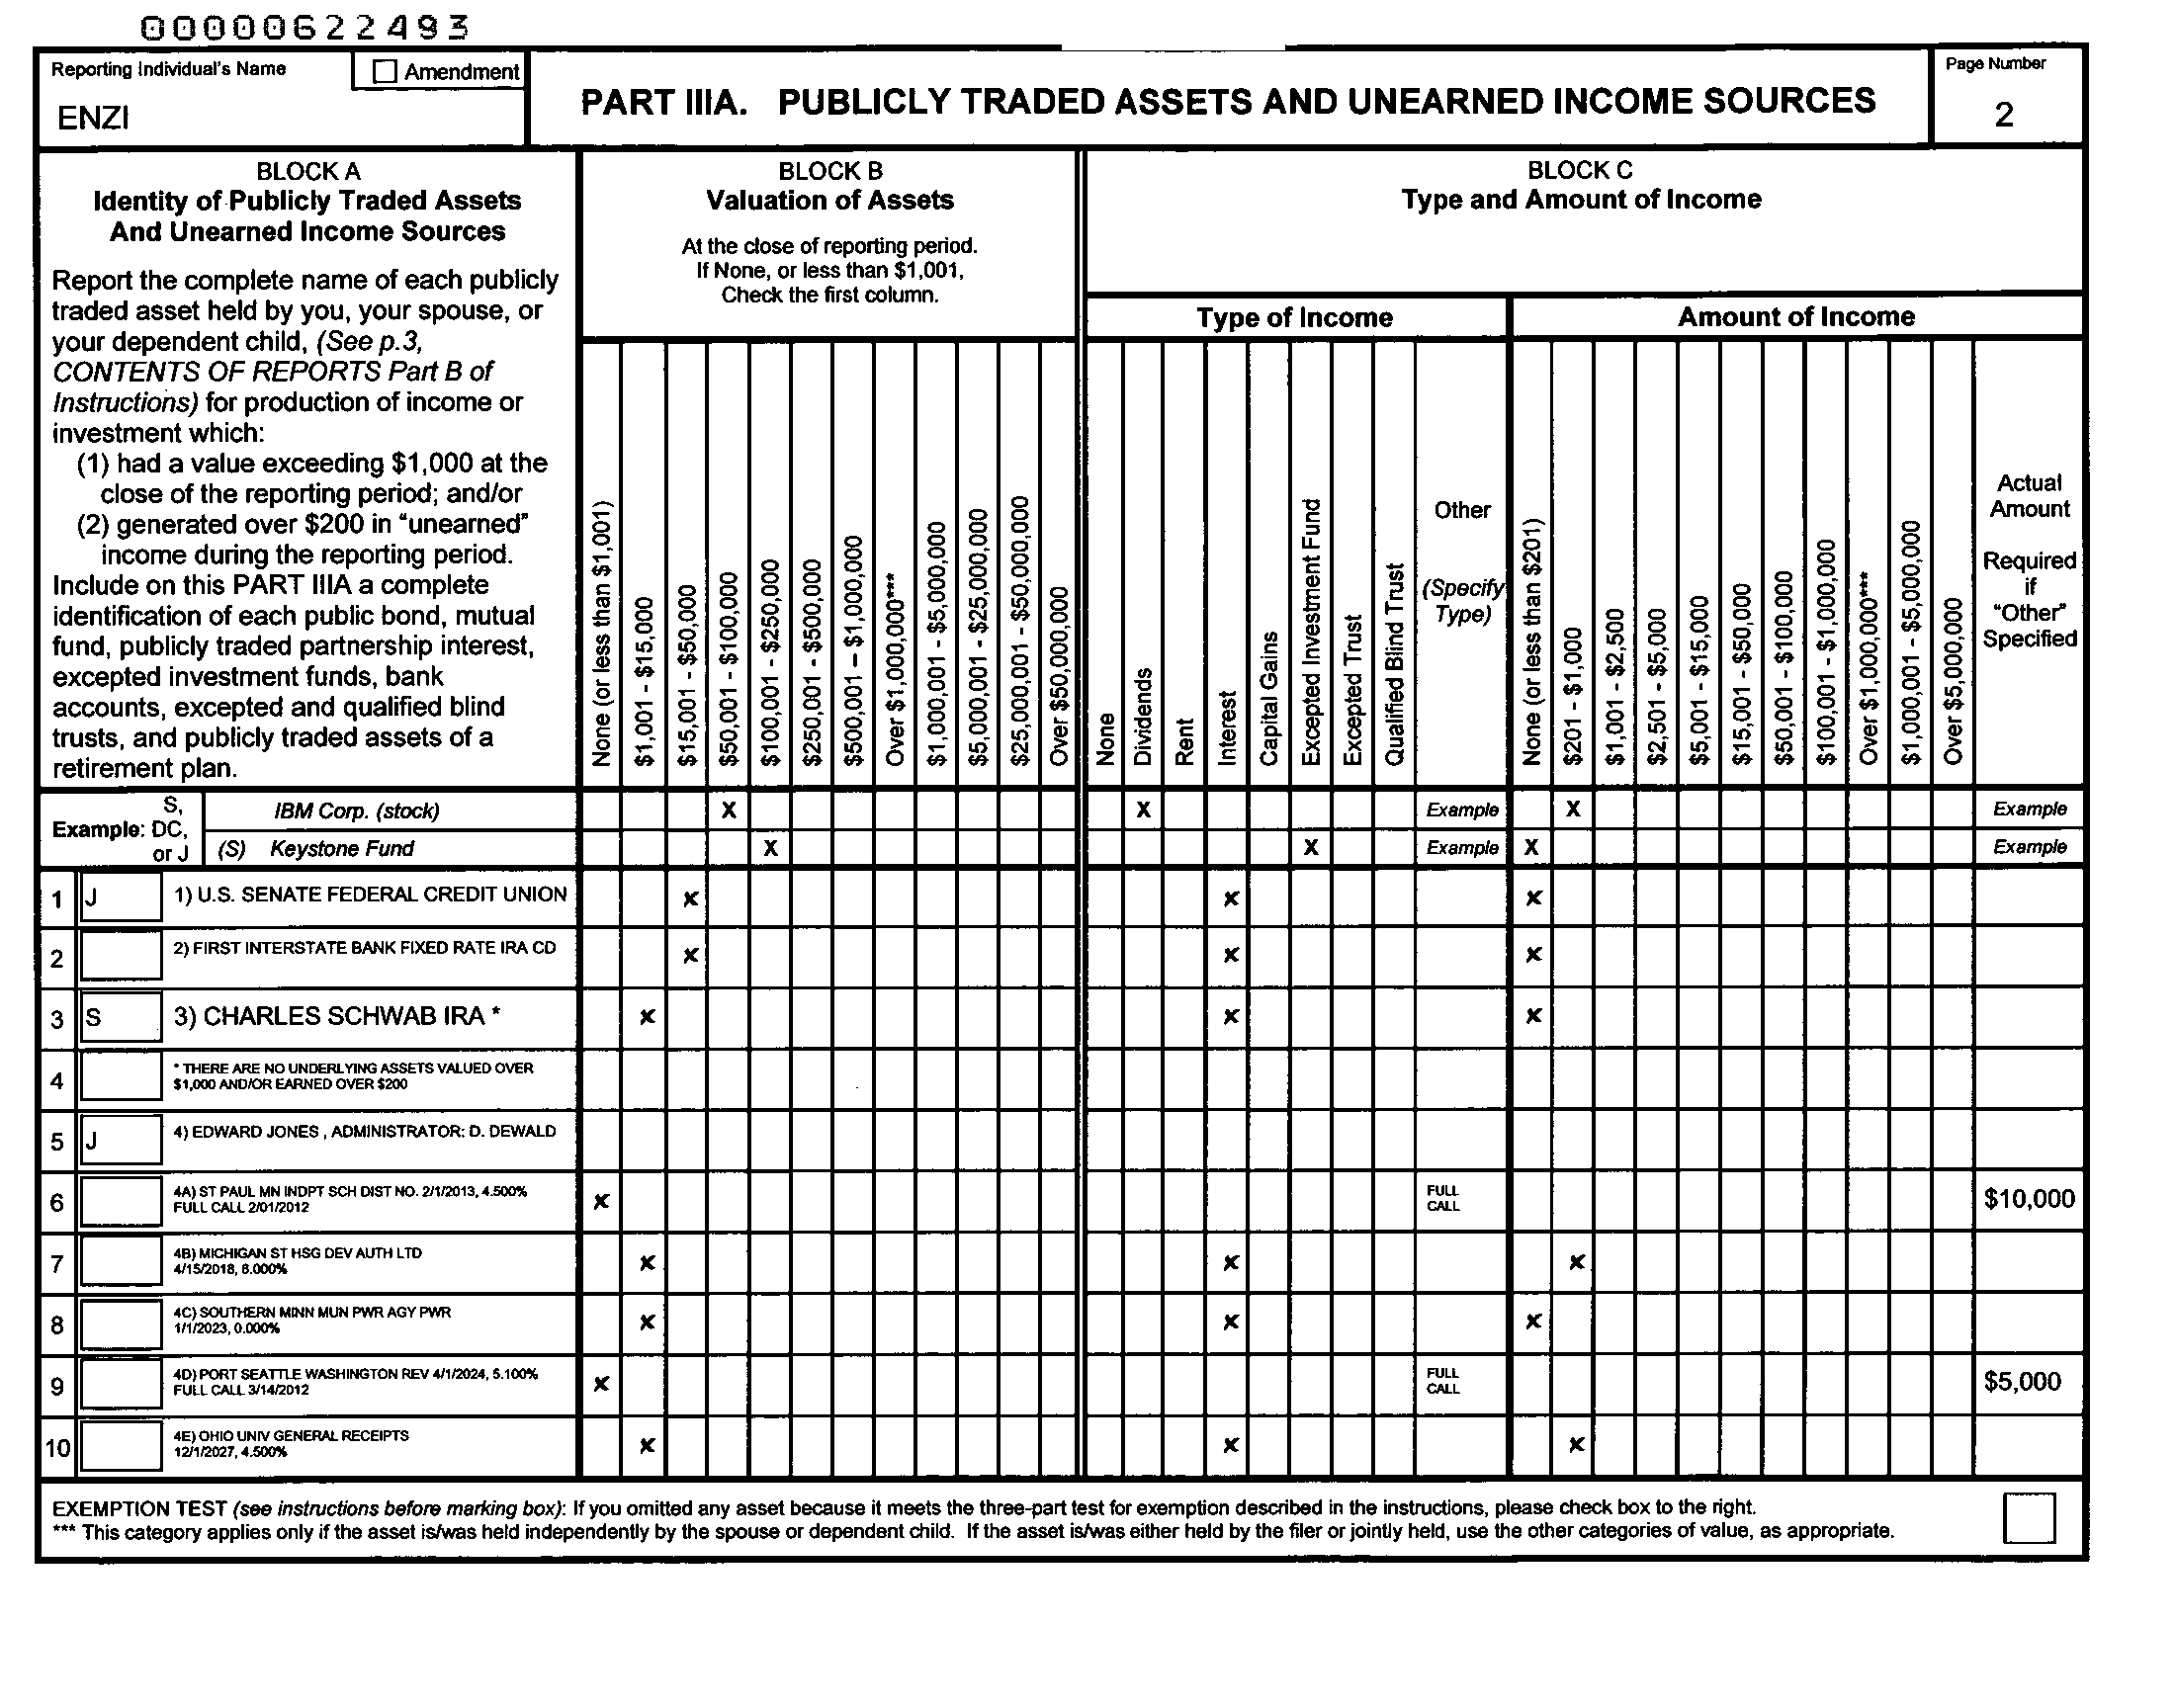 00000622493
Reporting Individual's Name
Amendment
ENZI
PART IIIA. PUBLICLY TRADED ASSETS AND UNEARNED INCOME SOURCES
Page Number
2
BLOCK A
Identity of Publicly Traded Assets
And Unearned Income Sources
Report the complete name of each publicly
traded asset held by you, your spouse, or
your dependent child, (See p.3,
CONTENTS OF REPORTS Part B of
Instructions) for production of income or
investment which:
(1) had a value exceeding $1,000 at the
close of the reporting period; and/or
(2) generated over $200 in "unearned"
income during the reporting period.
Include on this PART IIIA a complete
identification of each public bond, mutual
fund, publicly traded partnership interest,
excepted investment funds, bank
accounts, excepted and qualified blind
trusts, and publicly traded assets of a
retirement plan.
BLOCK B
Valuation of Assets
At the close of reporting period.
If None, or less than $1,001,
Check the first column.
None (or less than $1,001)
$1,001 - $15,000
$15,001 - $50,000
$50,001 - $100,000
$100,001 - $250,000
$250,001 - $500,000
$500,001 – $1,000,000
Over $1,000,000***
$1,000,001 - $5,000,000
$5,000,001 - $25,000,000
$25,000,001 - $50,000,000
Over $50,000,000
BLOCK C
Type and Amount of Income
Type of Income
None
Dividends
Rent
Interest
Capital Gains
Excepted Investment Fund
Excepted Trust
Qualified Blind Trust
Other
(Specify
Type)
Amount of Income
None (or less than $201)
$201 - $1,000
$1,001 - $2,500
$2,501 - $5,000
$5,001 - $15,000
$15,001 - $50,000
$50,001 - $100,000
$100,001 - $1,000,000
Over $1,000,000***
$1,000,001 - $5,000,000
Over $5,000,000
Actual
Amount
Required
if
"Other"
Specified
Example: S, DC, or J
IBM Corp. (stock) X X Example X Example
(S) Keystone Fund X X Example X Example
1 J 1) U.S. SENATE FEDERAL CREDIT UNION x x x
2 2) FIRST INTERSTATE BANK FIXED RATE IRA CD x x x
3 S 3) CHARLES SCHWAB IRA * x x x
4 * THERE ARE NO UNDERLYING ASSETS VALUED OVER
$1,000 AND/OR EARNED OVER $200
5 J 4) EDWARD JONES , ADMINISTRATOR: D. DEWALD
6 4A) ST PAUL MN INDPT SCH DIST NO. 2/1/2013, 4.500%
FULL CALL 2/01/2012 x FULL CALL $10,000
7 4B) MICHIGAN ST HSG DEV AUTH LTD
4/15/2018, 6.000% x x x
8 4C) SOUTHERN MINN MUN PWR AGY PWR
1/1/2023, 0.000% x x x
9 4D) PORT SEATTLE WASHINGTON REV 4/1/2024, 5.100%
FULL CALL 3/14/2012 x FULL CALL $5,000
10 4E) OHIO UNIV GENERAL RECEIPTS
12/1/2027, 4.500% x x x
EXEMPTION TEST (see instructions before marking box): If you omitted any asset because it meets the three-part test for exemption described in the instructions, please check box to the right.
*** This category applies only if the asset is/was held independently by the spouse or dependent child. If the asset is/was either held by the filer or jointly held, use the other categories of value, as appropriate.